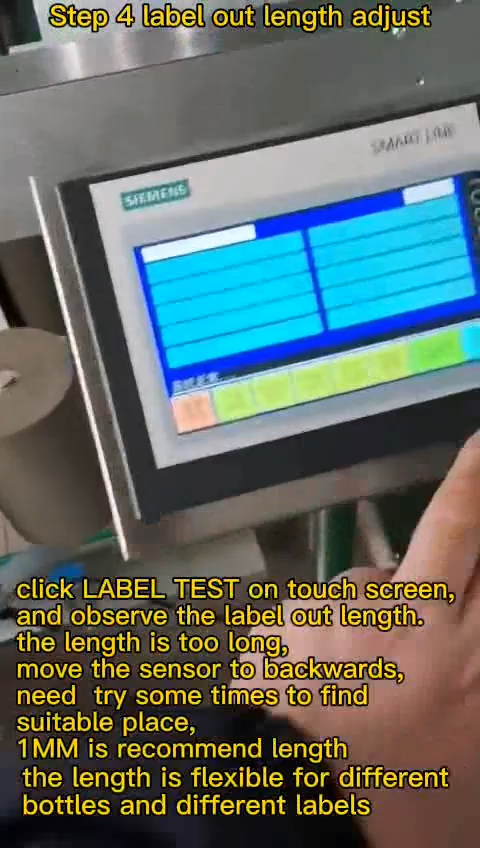 Step 4 label out length adjust
SMART LINE
SIEMENS
click LABEL TEST on touch screen,
and observe the label out length.
the length is too long,
move the sensor to backwards,
need  try some times to find
suitable place,
1MM is recommend length
the length is flexible for different
bottles and different labels